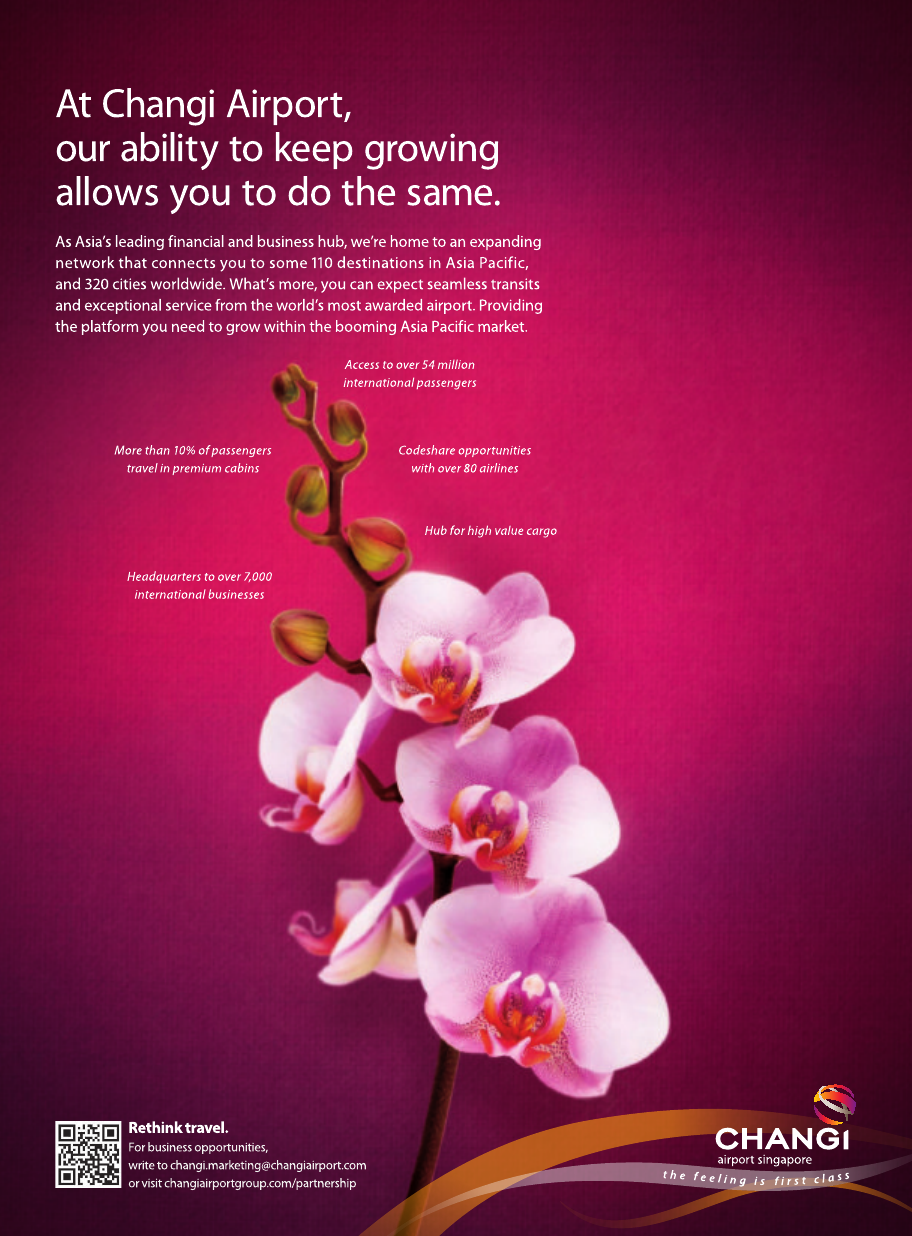 At Changi Airport,
our ability to keep growing
allows you to do the same.
As Asia's leading financial and business hub, we're home to an expanding
network that connects you to some 110 destinations in Asia Pacific,
and 320 cities worldwide. What's more, you can expect seamless transits
and exceptional service from the world's most awarded airport. Providing
the platform you need to grow within the booming Asia Pacific market.
Access to over 54 million
international passengers
More than 10% of passengers
travel in premium cabins
Codeshare opportunities
with over 80 airlines
Hub for high value cargo
Headquarters to over 7,000
international businesses
Rethink travel.
For business opportunities,
write to changi.marketing@changiairport.com
or visit changiairportgroup.com/partnership
CHANGI
airport singapore
the feeling is first class